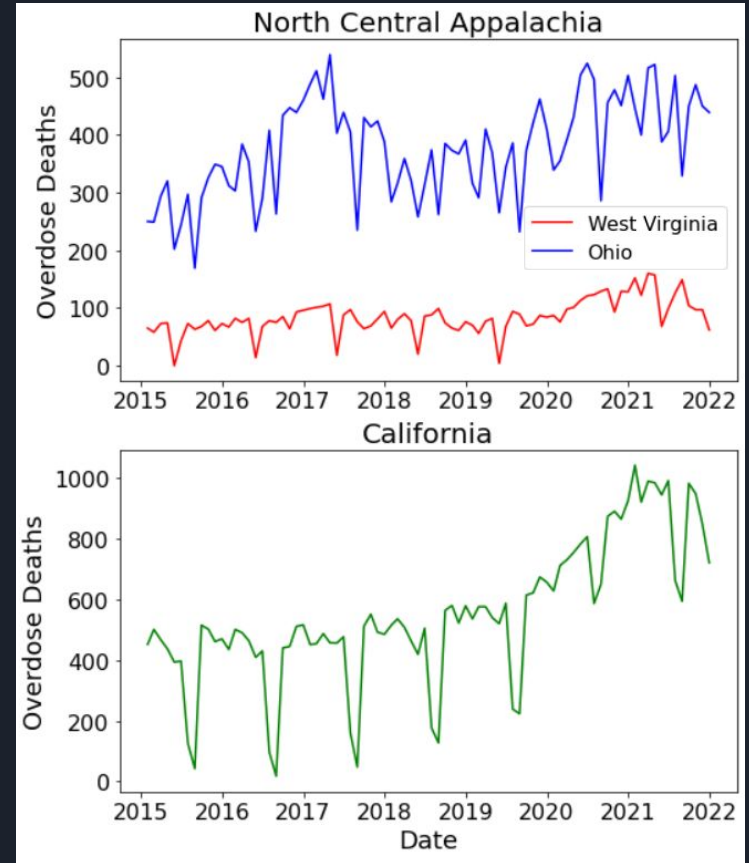 North Central Appalachia
Overdose Deaths
500
400
300
200
100
0
West Virginia
Ohio
2015 2016 2017 2018 2019 2020 2021 2022
California
Overdose Deaths
1000
800
600
400
200
0
2015 2016 2017 2018 2019 2020 2021 2022
Date